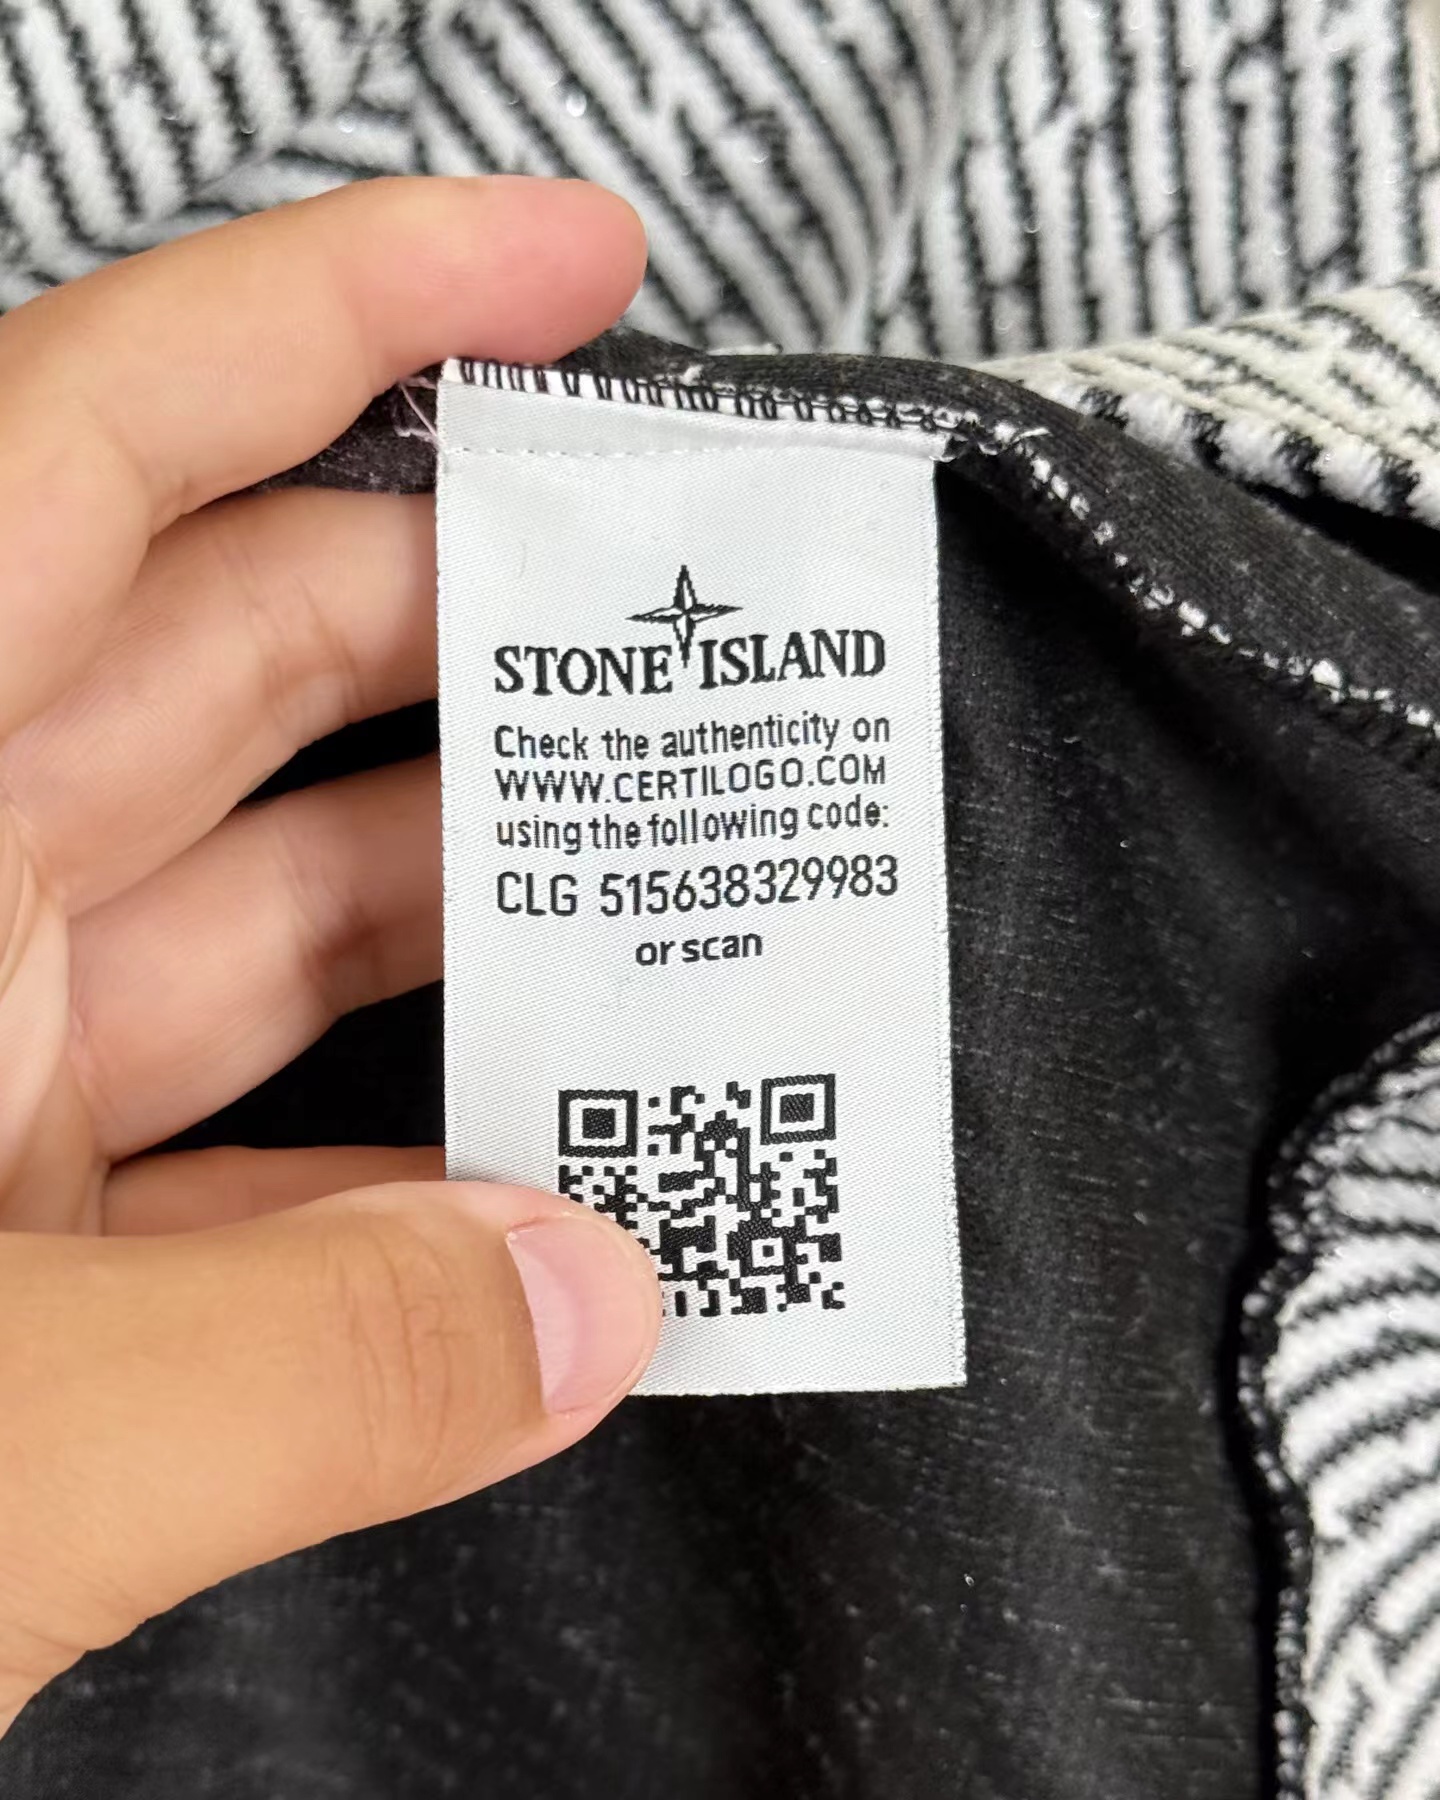 STONE ISLAND
Check the authenticity on
WWW.CERTILOGO.COM
using the following code:
CLG 515638329983
or scan